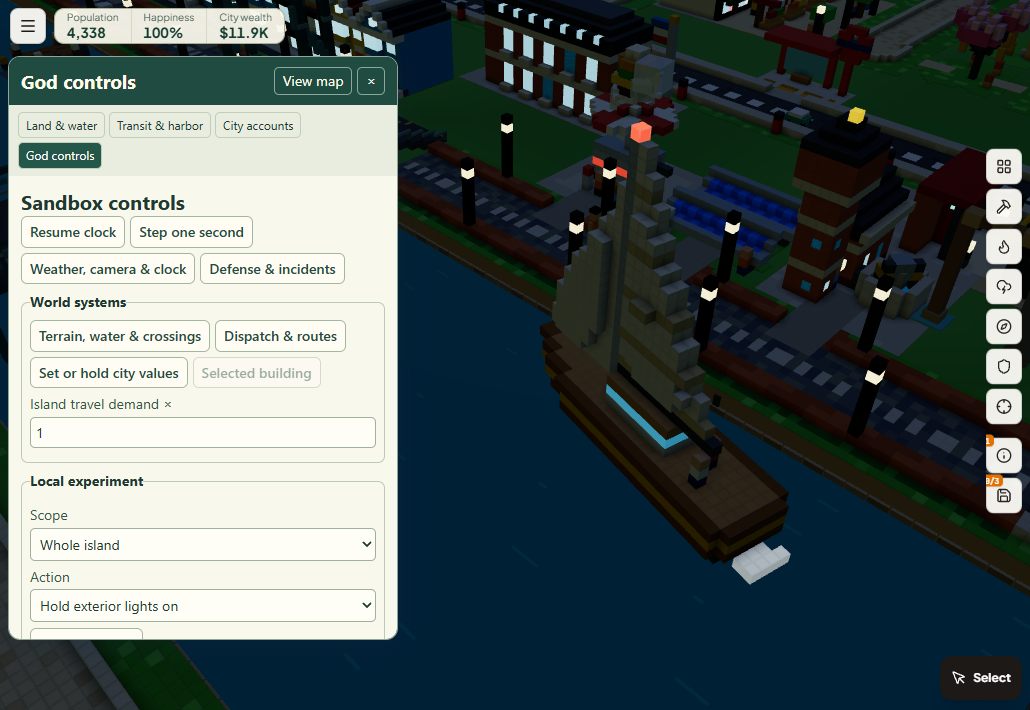 Population Happiness City wealth
4,338 100% $11.9K
God controls View map ×
Land & water Transit & harbor City accounts
God controls
Sandbox controls
Resume clock Step one second
Weather, camera & clock Defense & incidents
World systems
Terrain, water & crossings Dispatch & routes
Set or hold city values Selected building
Island travel demand ×
1
Local experiment
Scope
Whole island
Action
Hold exterior lights on
1
Select